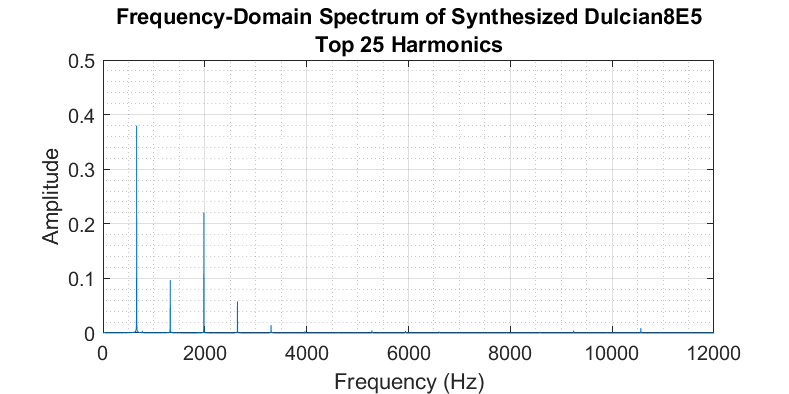 Frequency-Domain Spectrum of Synthesized Dulcian8E5
Top 25 Harmonics
0.5
0.4
0.3
0.2
0.1
0
Amplitude
0 2000 4000 6000 8000 10000 12000
Frequency (Hz)